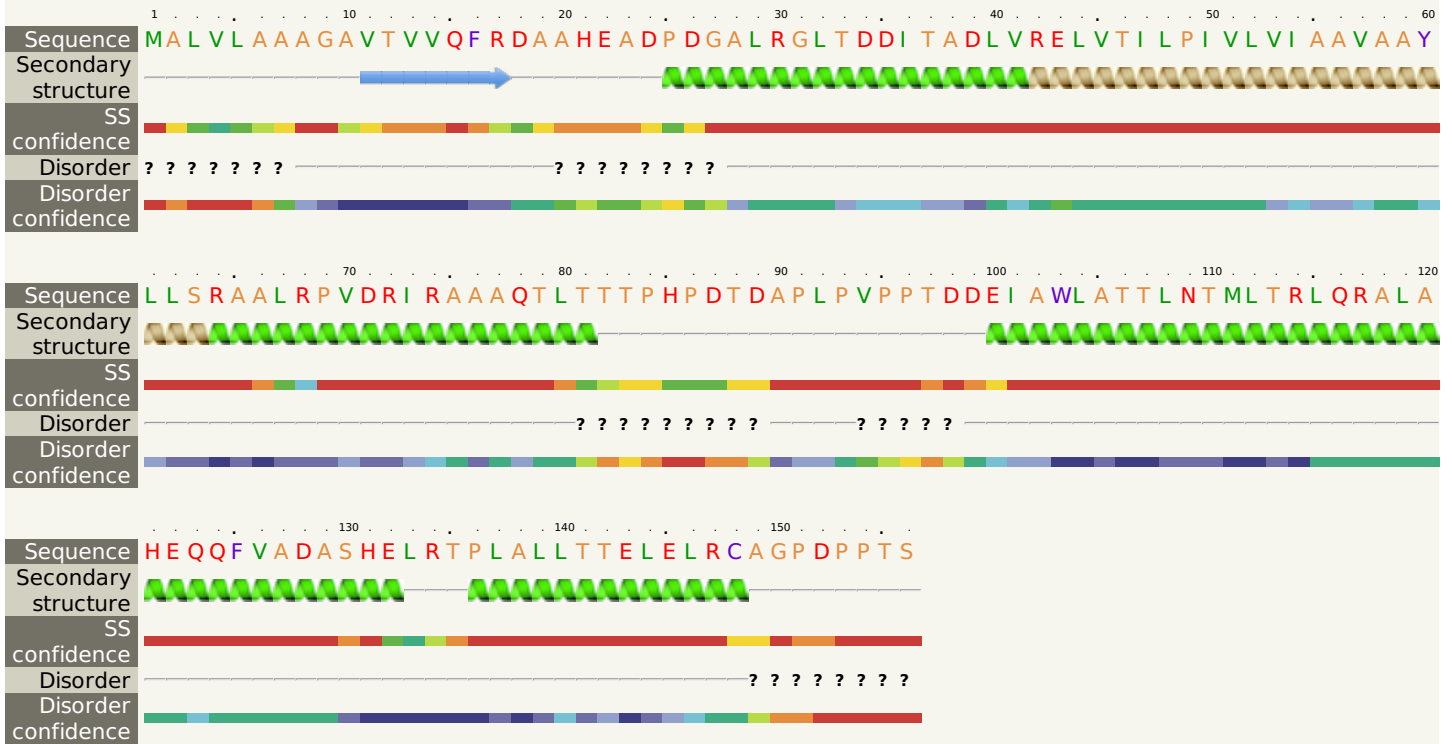 1 . . . . . . 10 . . . . . . . 20 . . . . . . . 30 . . . . . . . 40 . . . . . . . 50 . . . . . . . 60
Sequence M A L V L A A A G A V T V V Q F R D A A H E A D P D G A L R G L T D D I T A D L V R E L V T I L P I V L V I A A V A A Y
Secondary
structure
SS
confidence
Disorder ? ? ? ? ? ? ? ? ? ? ? ? ? ? ?
Disorder
confidence
. . . . . . . . 70 . . . . . . . 80 . . . . . . . 90 . . . . . . . 100 . . . . . . . 110 . . . . . . . 120
Sequence L L S R A A L R P V D R I R A A A Q T L T T T P H P D T D A P L P V P P T D D E I A W L A T T L N T M L T R L Q R A L A
Secondary
structure
SS
confidence
Disorder ? ? ? ? ? ? ? ? ? ? ? ? ? ?
Disorder
confidence
. . . . . . . . 130 . . . . . . . 140 . . . . . . . 150 . . . . .
Sequence H E Q Q F V A D A S H E L R T P L A L L T T E L E L R C A G P D P P T S
Secondary
structure
SS
confidence
Disorder ? ? ? ? ? ? ? ?
Disorder
confidence